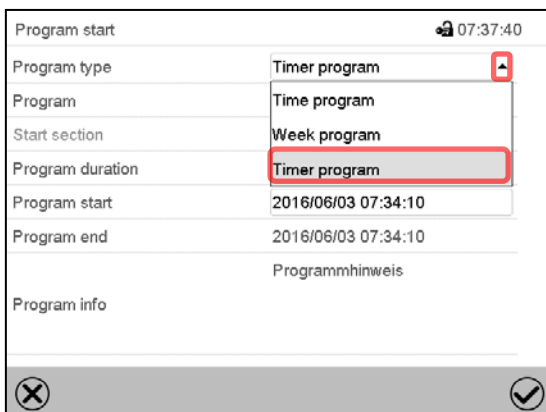 Program start 07:37:40
Program type Timer program
Program Time program
Start section Week program
Program duration Timer program
Program start 2016/06/03 07:34:10
Program end 2016/06/03 07:34:10
Programmhinweis
Program info